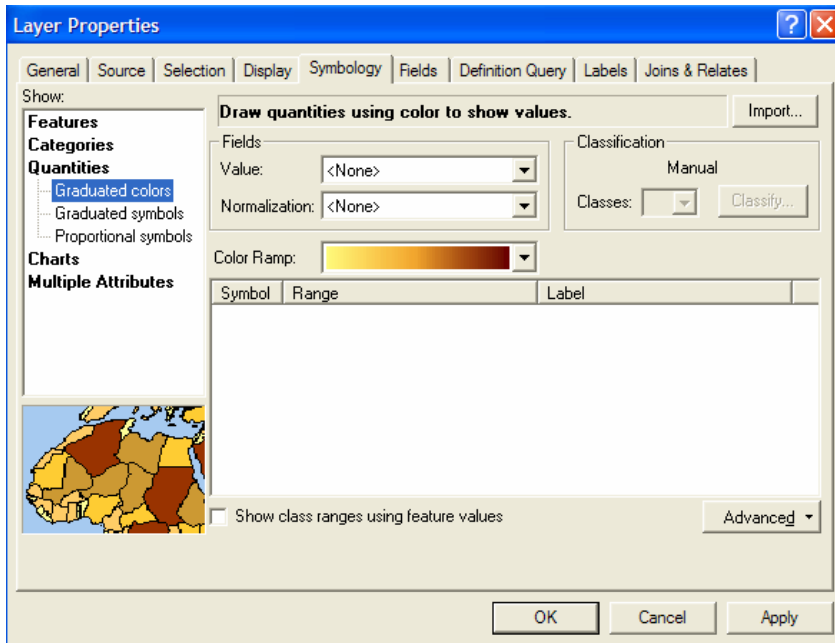 Layer Properties
General Source Selection Display Symbology Fields Definition Query Labels Joins & Relates
Show:
Features
Categories
Quantities
Graduated colors
Graduated symbols
Proportional symbols
Charts
Multiple Attributes
Draw quantities using color to show values.
Import...
Fields
Value: <None>
Normalization: <None>
Classification
Manual
Classes:
Classify...
Color Ramp:
Symbol Range Label
Show class ranges using feature values
Advanced
OK Cancel Apply